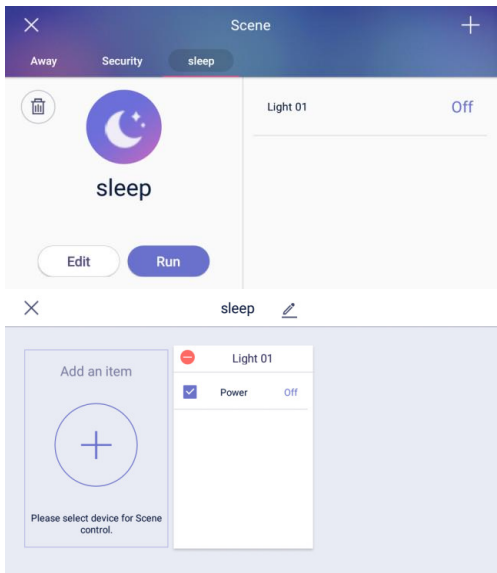 Scene
Away Security sleep
Light 01 Off
sleep
Edit Run
sleep
Add an item
Light 01
Power Off
Please select device for Scene
control.